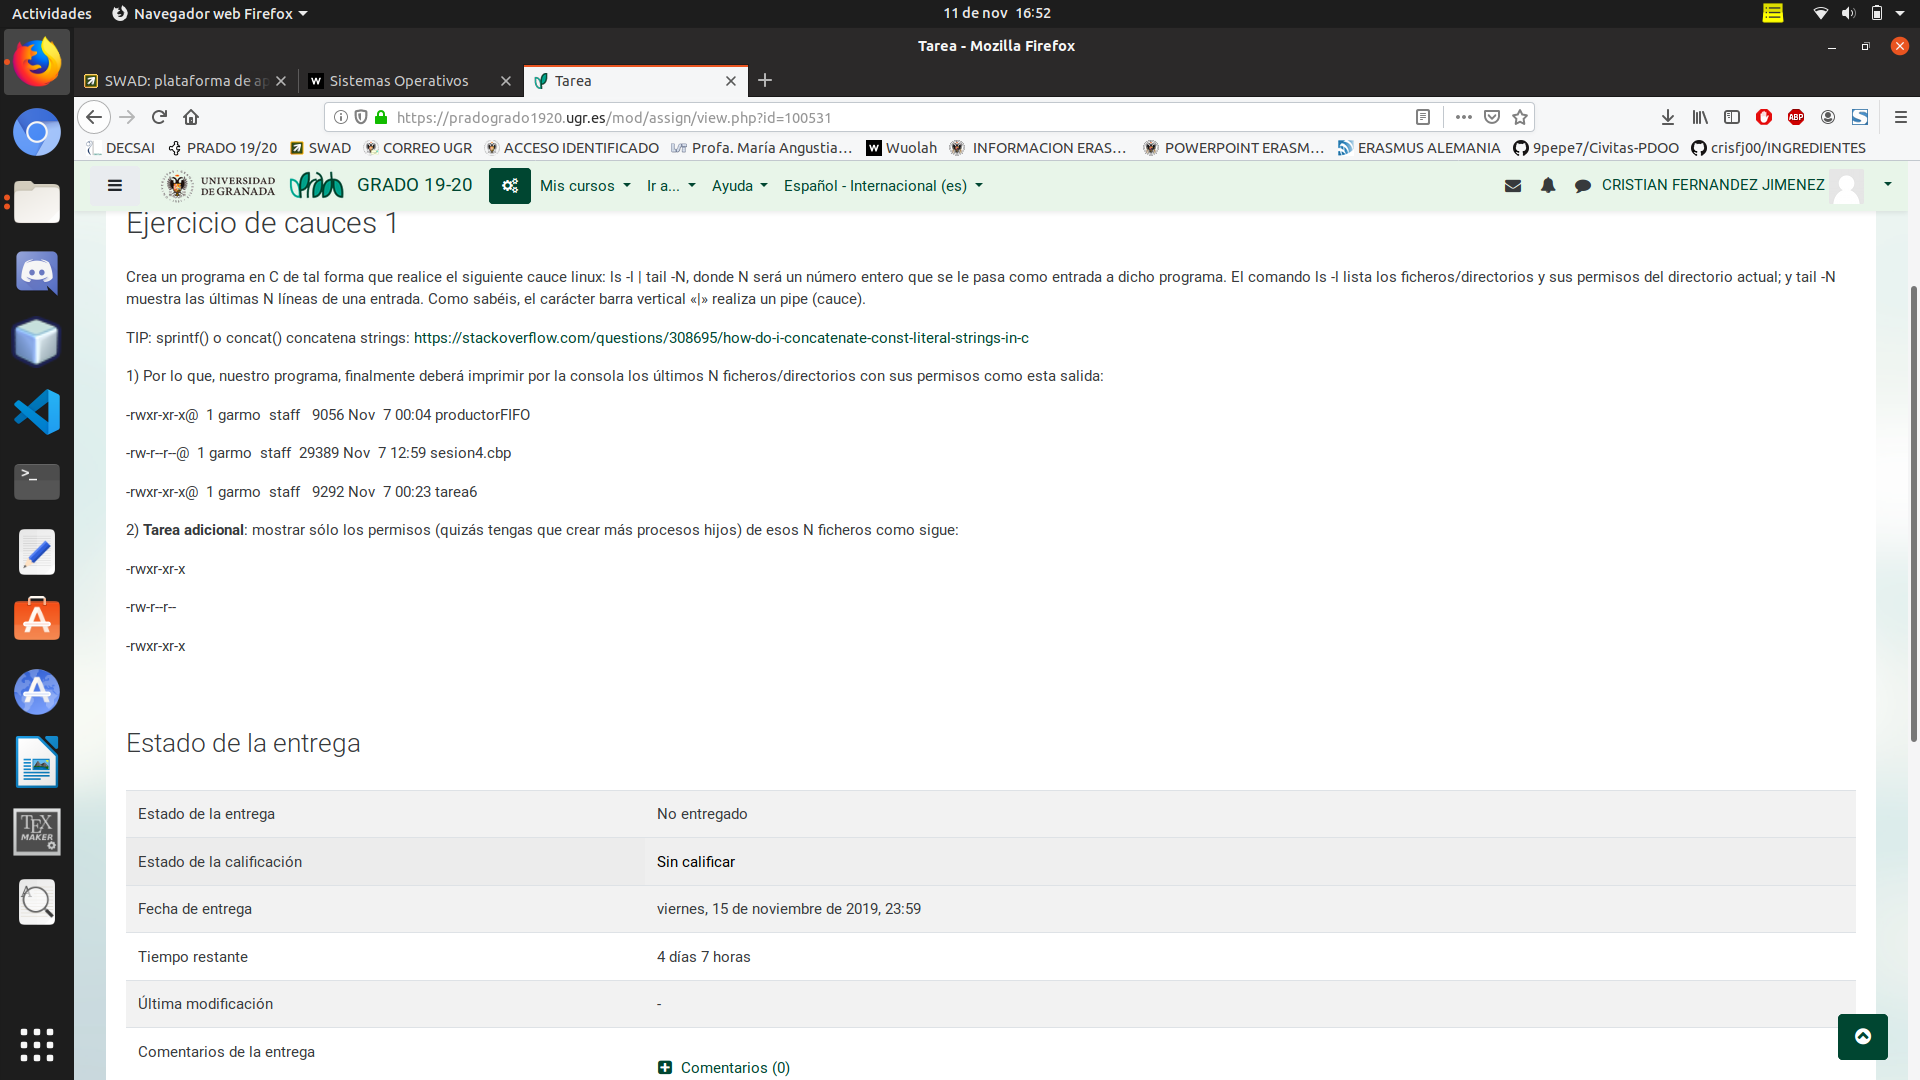 Actividades Navegador web Firefox 11 de nov 16:52
Tarea - Mozilla Firefox
SWAD: plataforma de ap Sistemas Operativos Tarea
https://pradogrado1920.ugr.es/mod/assign/view.php?id=100531
DECSAI PRADO 19/20 SWAD CORREO UGR ACCESO IDENTIFICADO Profa. María Angustia... Wuolah INFORMACION ERAS... POWERPOINT ERASM... ERASMUS ALEMANIA 9pepe7/Civitas-PDOO crisfj00/INGREDIENTES
UNIVERSIDAD DE GRANADA GRADO 19-20 Mis cursos Ir a... Ayuda Español - Internacional (es) CRISTIAN FERNANDEZ JIMENEZ
Ejercicio de cauces 1
Crea un programa en C de tal forma que realice el siguiente cauce linux: ls -l | tail -N, donde N será un número entero que se le pasa como entrada a dicho programa. El comando ls -l lista los ficheros/directorios y sus permisos del directorio actual; y tail -N
muestra las últimas N líneas de una entrada. Como sabéis, el carácter barra vertical «|» realiza un pipe (cauce).
TIP: sprintf() o concat() concatena strings: https://stackoverflow.com/questions/308695/how-do-i-concatenate-const-literal-strings-in-c
1) Por lo que, nuestro programa, finalmente deberá imprimir por la consola los últimos N ficheros/directorios con sus permisos como esta salida:
-rwxr-xr-x@ 1 garmo staff 9056 Nov 7 00:04 productorFIFO
-rw-r--r--@ 1 garmo staff 29389 Nov 7 12:59 sesion4.cbp
-rwxr-xr-x@ 1 garmo staff 9292 Nov 7 00:23 tarea6
2) Tarea adicional: mostrar sólo los permisos (quizás tengas que crear más procesos hijos) de esos N ficheros como sigue:
-rwxr-xr-x
-rw-r--r--
-rwxr-xr-x
Estado de la entrega
Estado de la entrega No entregado
Estado de la calificación Sin calificar
Fecha de entrega viernes, 15 de noviembre de 2019, 23:59
Tiempo restante 4 días 7 horas
Última modificación -
Comentarios de la entrega
Comentarios (0)
TEX
MAKER